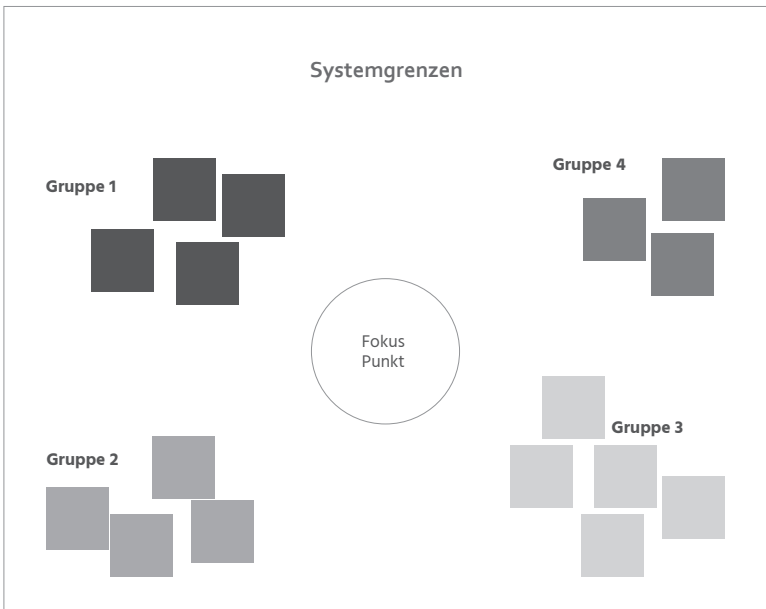 Systemgrenzen
Gruppe 1
Gruppe 4
Fokus
Punkt
Gruppe 3
Gruppe 2